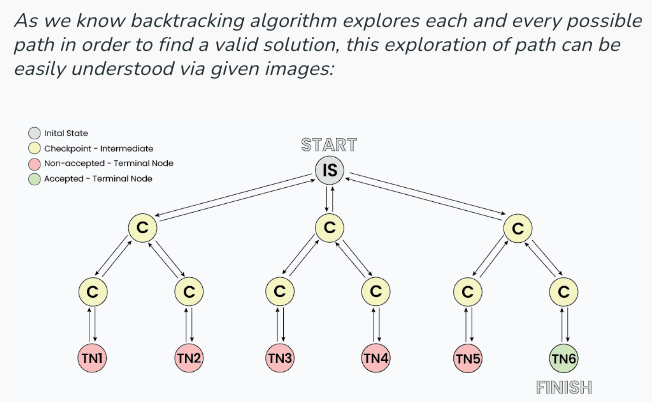 As we know backtracking algorithm explores each and every possible
path in order to find a valid solution, this exploration of path can be
easily understood via given images:
Inital State
Checkpoint - Intermediate
Non-accepted - Terminal Node
Accepted - Terminal Node
START
IS
C C C
C C C C C C
TN1 TN2 TN3 TN4 TN5 TN6
FINISH